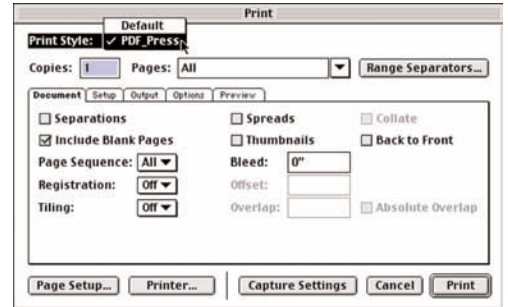 Print
Default
Print Style: ✓ PDF_Press
Copies: 1 Pages: All Range Separators...
Document Setup Output Options Preview
Separations Spreads Collate
Include Blank Pages Thumbnails Back to Front
Page Sequence: All Bleed: 0"
Registration: Off Offset:
Tiling: Off Overlap: Absolute Overlap
Page Setup... Printer... Capture Settings Cancel Print